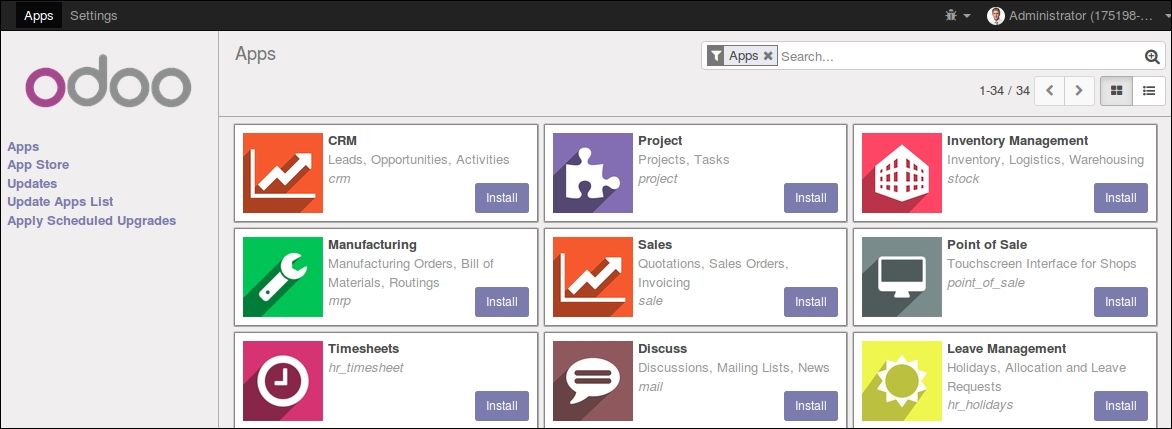 Apps Settings Administrator (175198-...
odoo
Apps
App Store
Updates
Update Apps List
Apply Scheduled Upgrades
Apps
Apps Search...
1-34 / 34
CRM
Leads, Opportunities, Activities
crm
Install
Project
Projects, Tasks
project
Install
Inventory Management
Inventory, Logistics, Warehousing
stock
Install
Manufacturing
Manufacturing Orders, Bill of
Materials, Routings
mrp
Install
Sales
Quotations, Sales Orders,
Invoicing
sale
Install
Point of Sale
Touchscreen Interface for Shops
point_of_sale
Install
Timesheets
hr_timesheet
Install
Discuss
Discussions, Mailing Lists, News
mail
Install
Leave Management
Holidays, Allocation and Leave
Requests
hr_holidays
Install